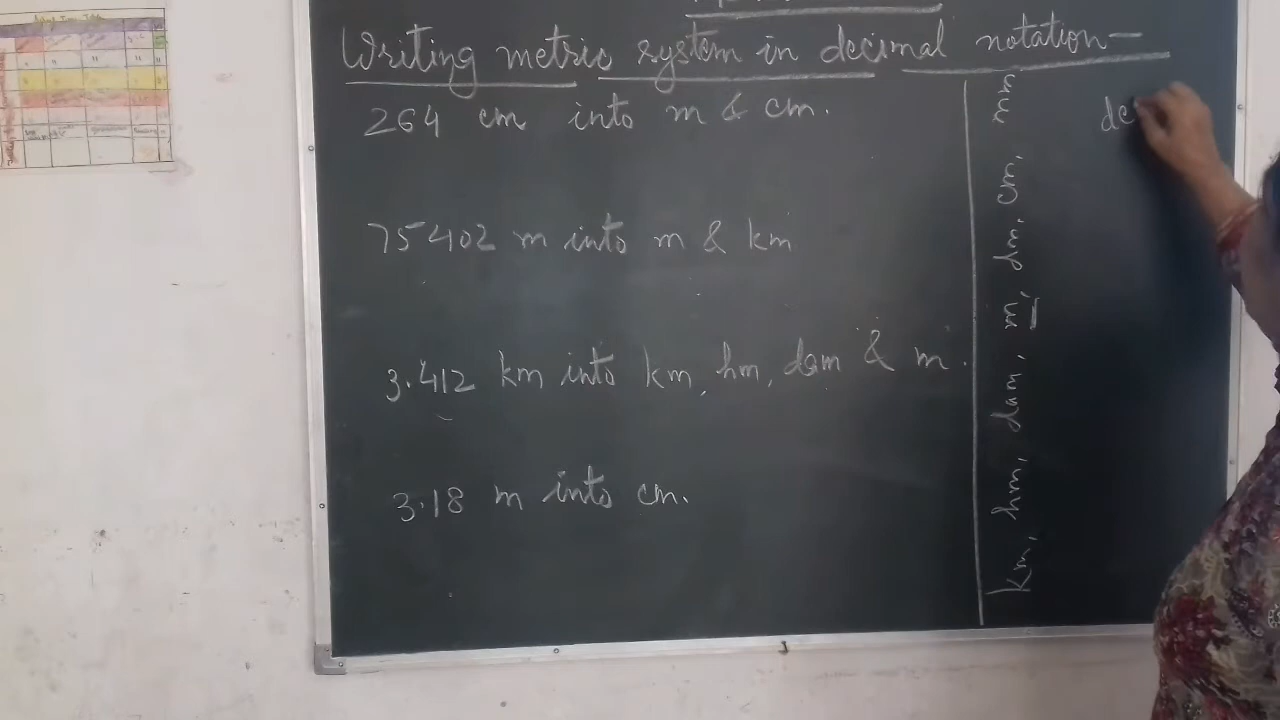 Writing metric system in decimal notation-
264 cm into m & cm.
75402 m into m & km
3.412 km into km, hm, dam & m.
3.18 m into cm.
km, hm, dam, m, dm, cm, mm
de